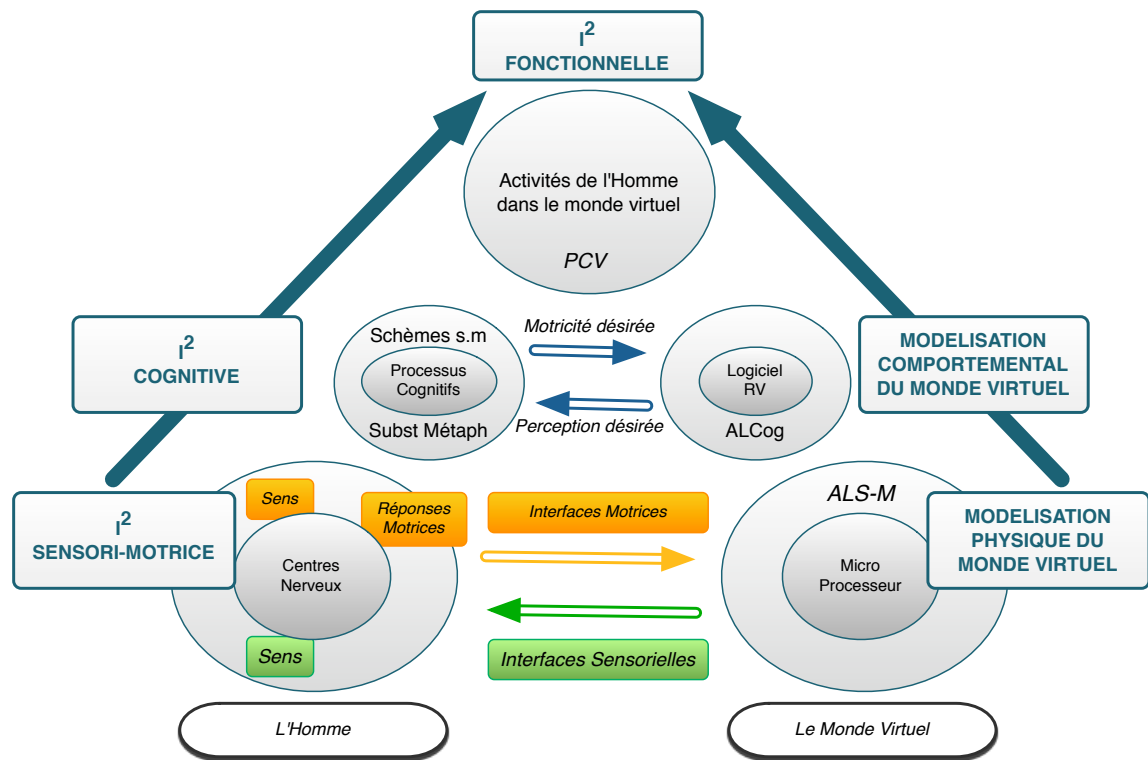 I²
FONCTIONNELLE
Activités de l'Homme
dans le monde virtuel
PCV
I²
COGNITIVE
Schèmes s.m
Processus
Cognitifs
Subst Métaph
Motricité désirée
Perception désirée
Logiciel
RV
ALCog
MODELISATION
COMPORTEMENTAL
DU MONDE VIRTUEL
I²
SENSORI-MOTRICE
Sens
Réponses
Motrices
Centres
Nerveux
Sens
Interfaces Motrices
Interfaces Sensorielles
ALS-M
Micro
Processeur
MODELISATION
PHYSIQUE DU
MONDE VIRTUEL
L'Homme
Le Monde Virtuel